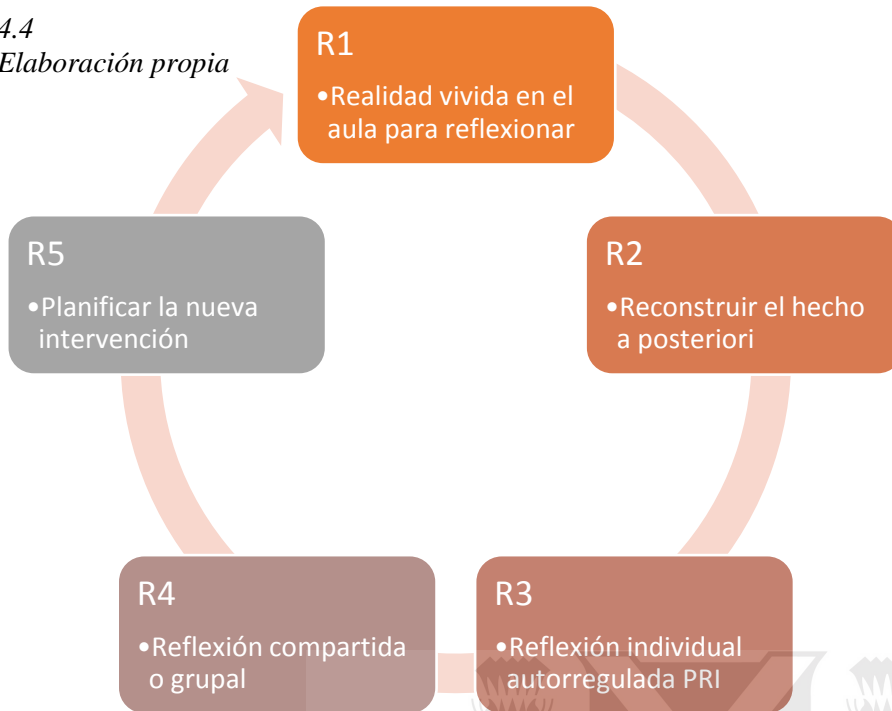 4.4
Elaboración propia
R1
•Realidad vivida en el
aula para reflexionar
R2
•Reconstruir el hecho
a posteriori
R3
•Reflexión individual
autorregulada PRI
R4
•Reflexión compartida
o grupal
R5
•Planificar la nueva
intervención